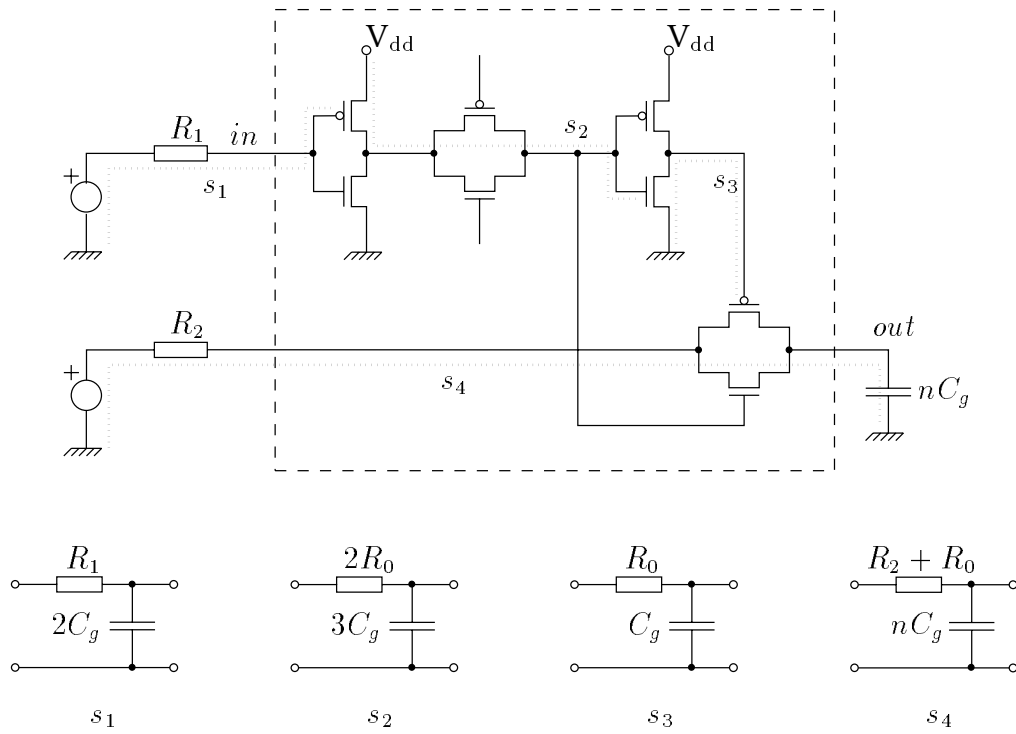 V_dd
V_dd
R_1
in
s_2
+
s_1
s_3
R_2
out
+
s_4
nC_g
R_1
2R_0
R_0
R_2 + R_0
2C_g
3C_g
C_g
nC_g
s_1
s_2
s_3
s_4